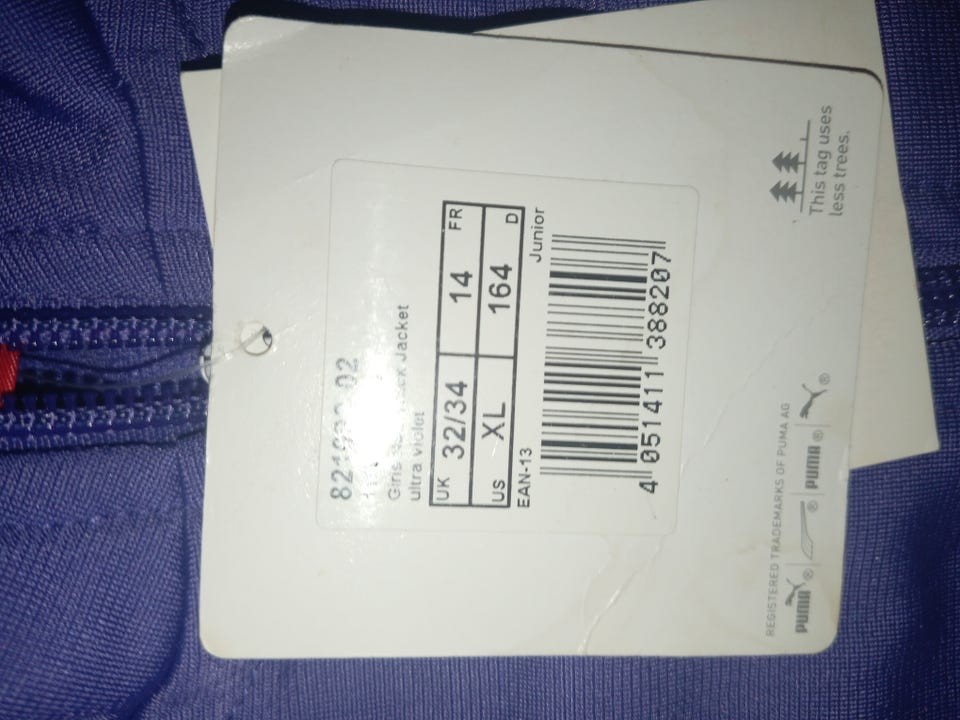 Girls Jacket
ultra violet
UK 32/34 14 FR
US XL 164 D
EAN-13 Junior
4 051411 388207
This tag uses
less trees.
REGISTERED TRADEMARKS OF PUMA AG
PUMA® ® PUMA® ®